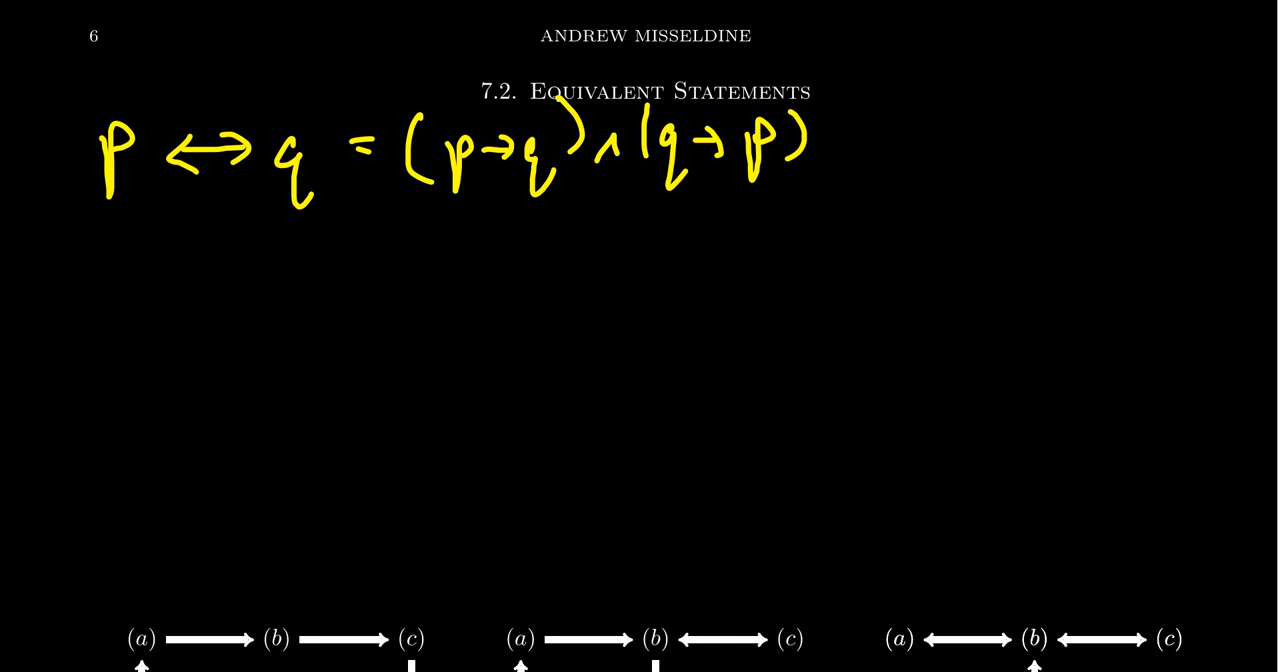 6 ANDREW MISSELDINE
7.2. EQUIVALENT STATEMENTS
p ↔ q = (p→q) ∧ (q→p)
(a) (b) (c) (a) (b) (c) (a) (b) (c)